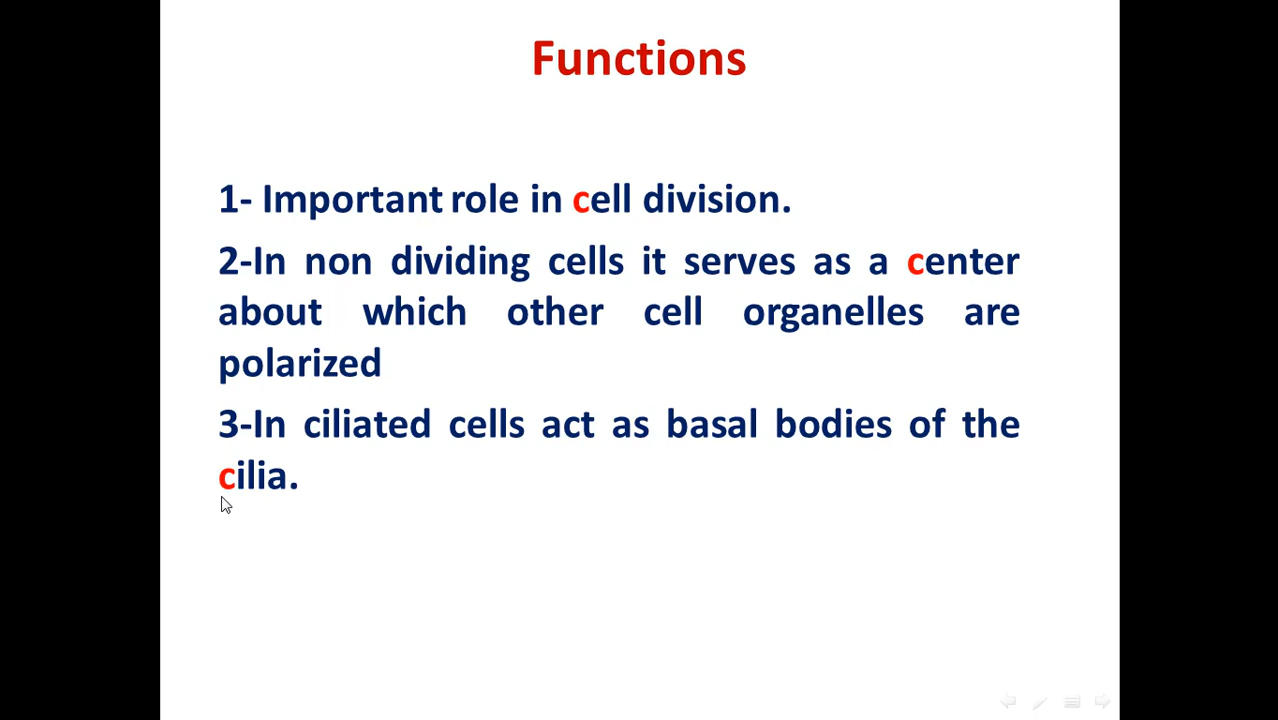 Functions
1- Important role in cell division.
2-In non dividing cells it serves as a center
about which other cell organelles are
polarized
3-In ciliated cells act as basal bodies of the
cilia.